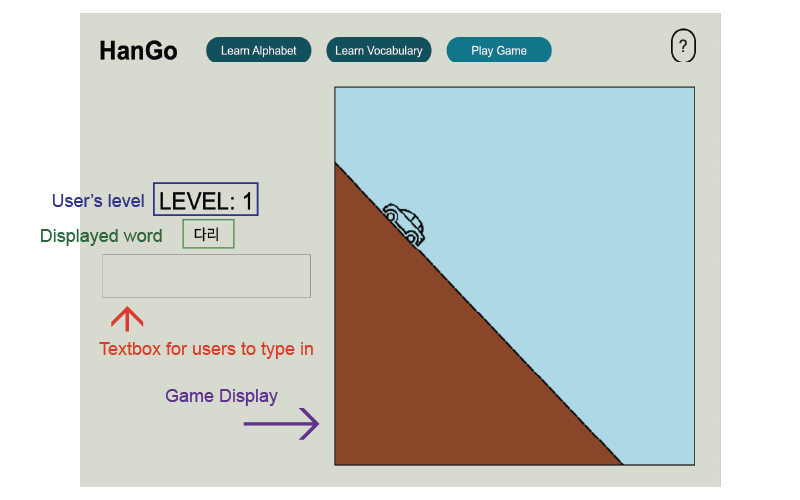 HanGo
Learn Alphabet
Learn Vocabulary
Play Game
?
User's level
LEVEL: 1
Displayed word
다리
Textbox for users to type in
Game Display